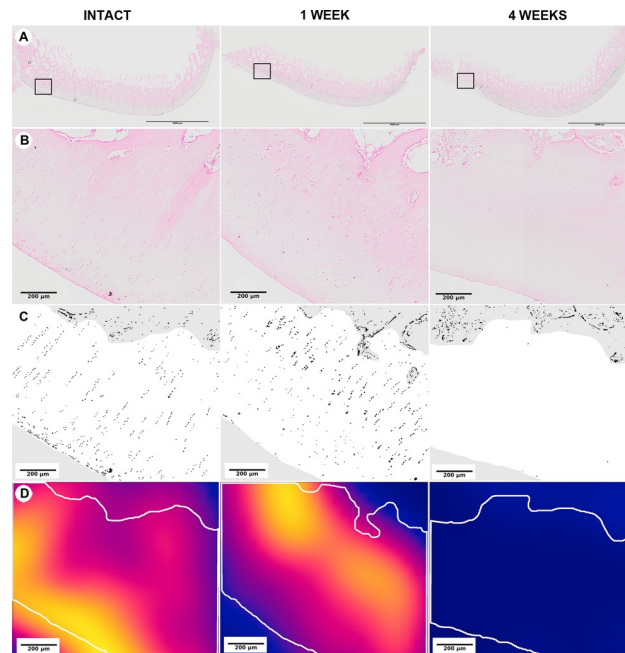 INTACT 1 WEEK 4 WEEKS
A
B
200 µm 200 µm 200 µm
C
200 µm 200 µm 200 µm
D
200 µm 200 µm 200 µm